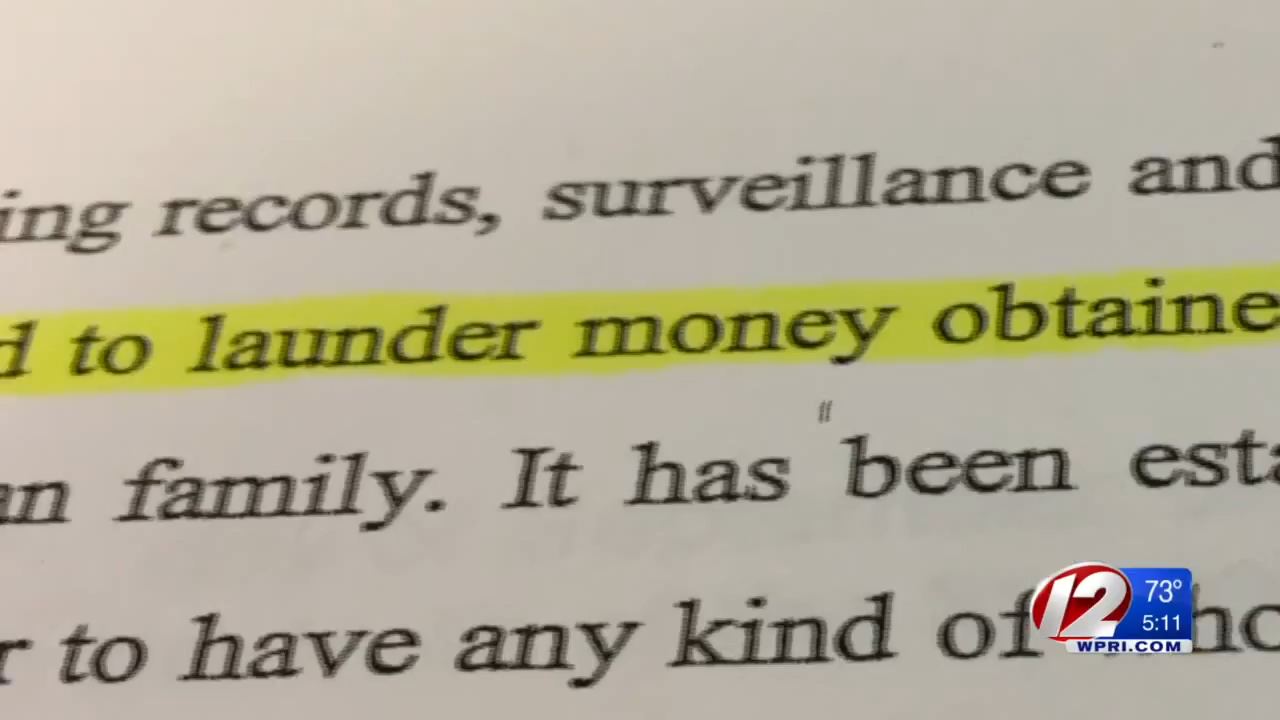 ing records, surveillance and
d to launder money obtaine
an family. It has been esta
r to have any kind of
12
73°
5:11
WPRI.COM